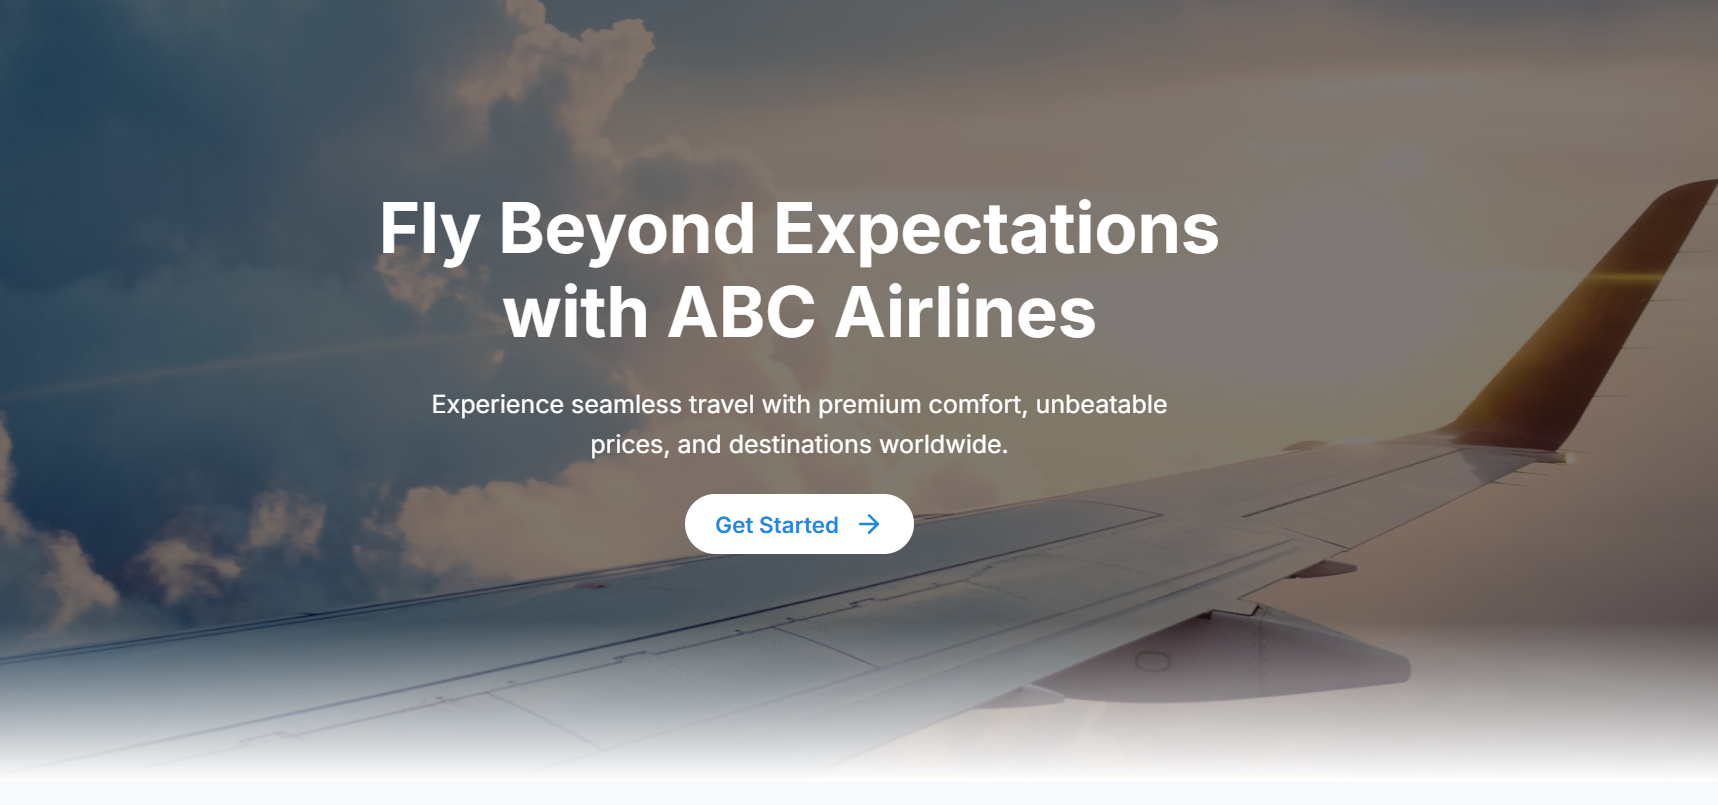 Fly Beyond Expectations
with ABC Airlines
Experience seamless travel with premium comfort, unbeatable
prices, and destinations worldwide.
Get Started